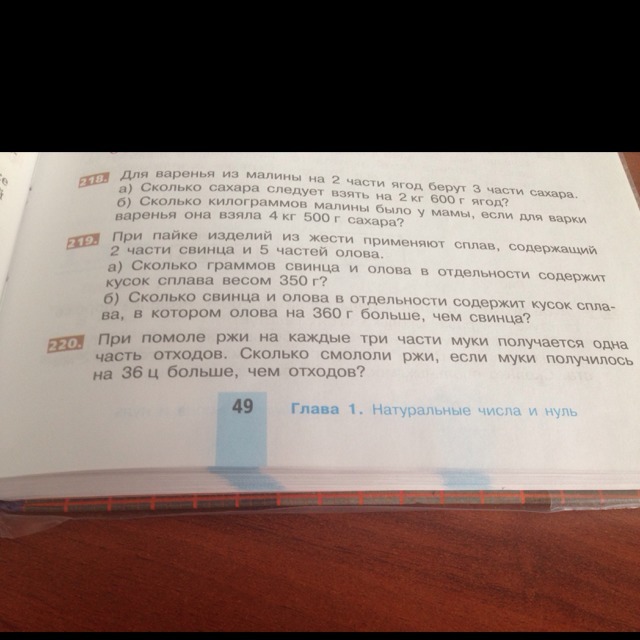 218. Для варенья из малины на 2 части ягод берут 3 части сахара.
а) Сколько сахара следует взять на 2 кг 600 г ягод?
б) Сколько килограммов малины было у мамы, если для варки
варенья она взяла 4 кг 500 г сахара?
219. При пайке изделий из жести применяют сплав, содержащий
2 части свинца и 5 частей олова.
а) Сколько граммов свинца и олова в отдельности содержит
кусок сплава весом 350 г?
б) Сколько свинца и олова в отдельности содержит кусок спла-
ва, в котором олова на 360 г больше, чем свинца?
220. При помоле ржи на каждые три части муки получается одна
часть отходов. Сколько смололи ржи, если муки получилось
на 36 ц больше, чем отходов?
49 Глава 1. Натуральные числа и нуль